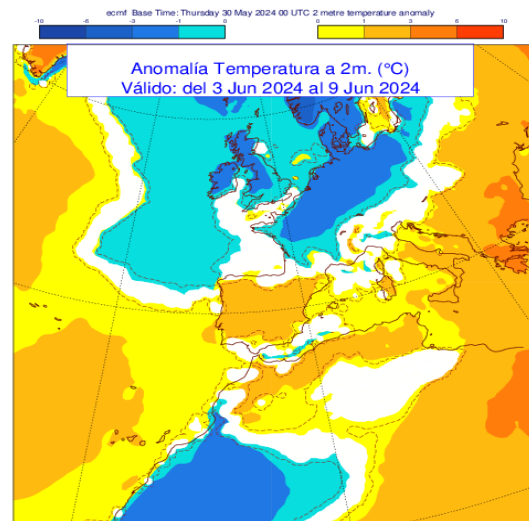 ecmf Base Time: Thursday 30 May 2024 00 UTC 2 metre temperature anomaly
-10 -6 -3 -1 0 0 1 3 6 10
Anomalía Temperatura a 2m. (°C)
Válido: del 3 Jun 2024 al 9 Jun 2024